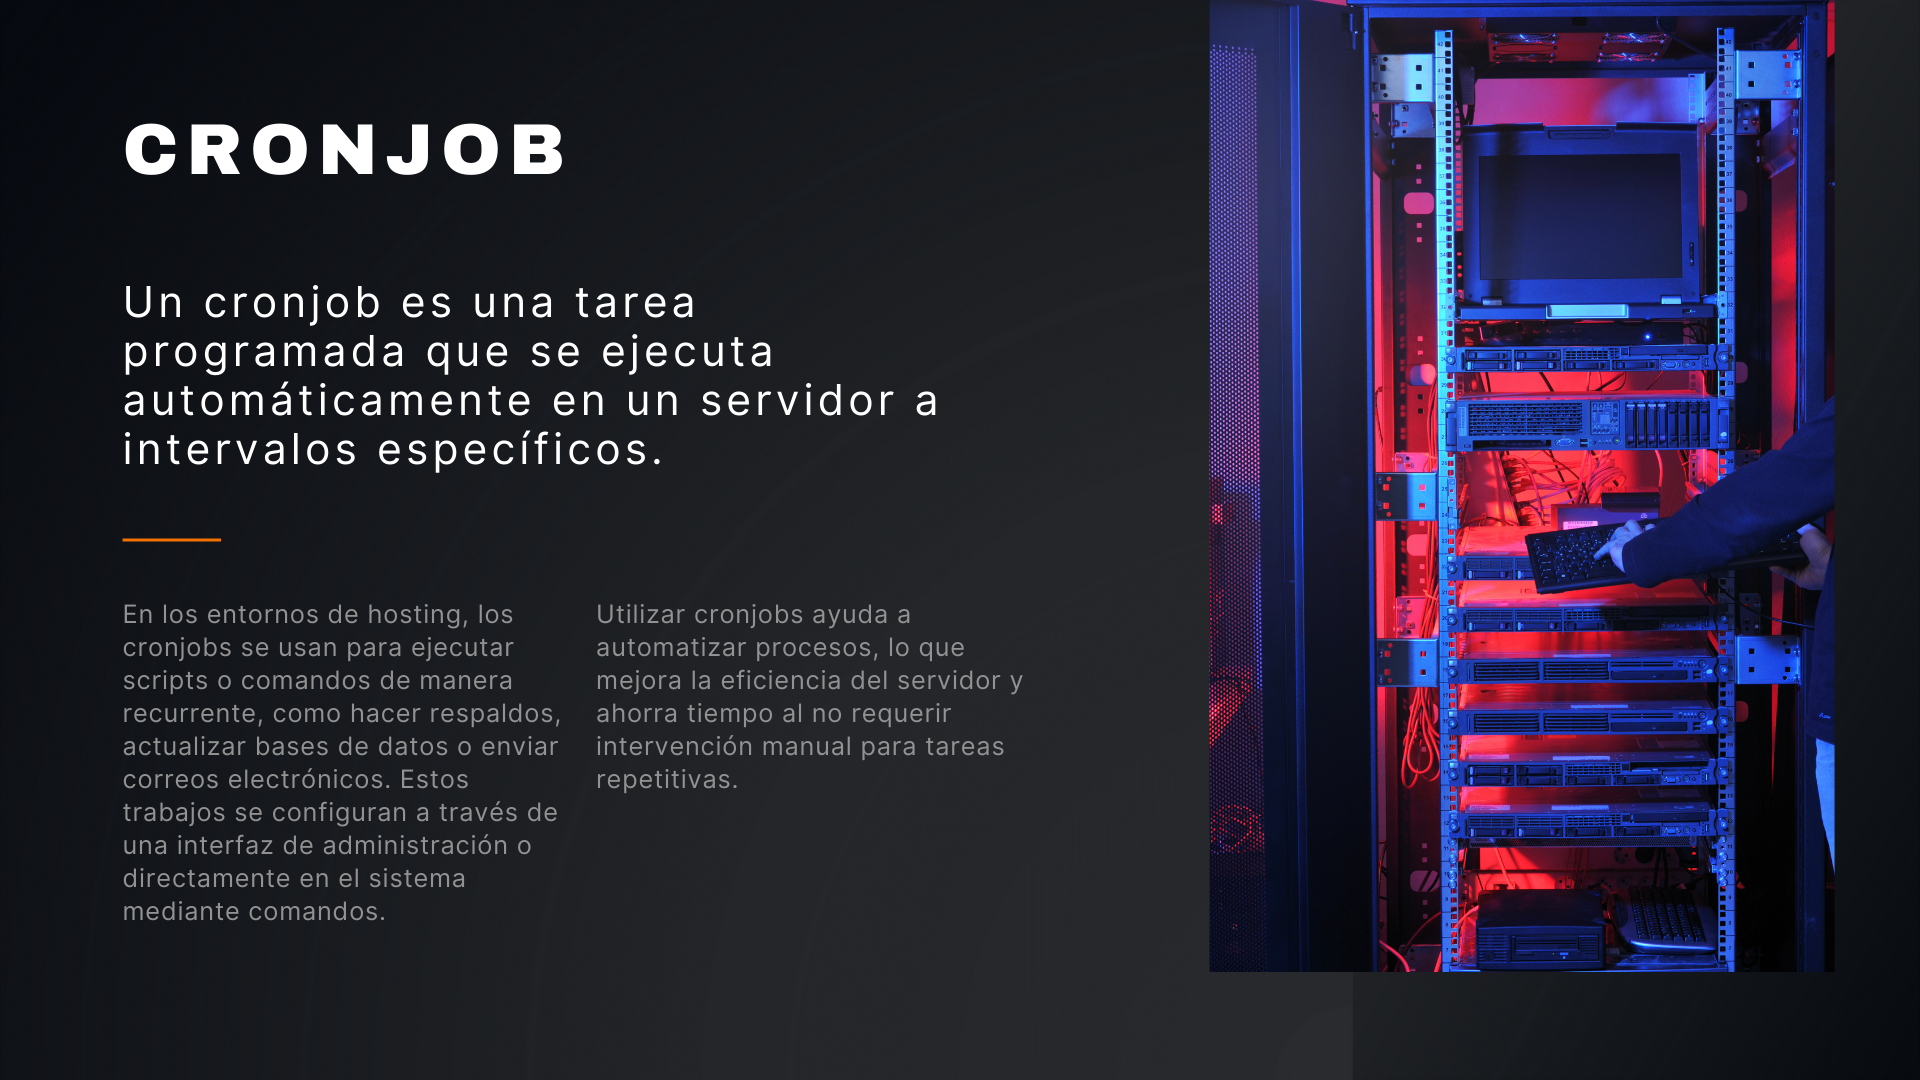 CRONJOB
Un cronjob es una tarea
programada que se ejecuta
automáticamente en un servidor a
intervalos específicos.
En los entornos de hosting, los
cronjobs se usan para ejecutar
scripts o comandos de manera
recurrente, como hacer respaldos,
actualizar bases de datos o enviar
correos electrónicos. Estos
trabajos se configuran a través de
una interfaz de administración o
directamente en el sistema
mediante comandos.
Utilizar cronjobs ayuda a
automatizar procesos, lo que
mejora la eficiencia del servidor y
ahorra tiempo al no requerir
intervención manual para tareas
repetitivas.